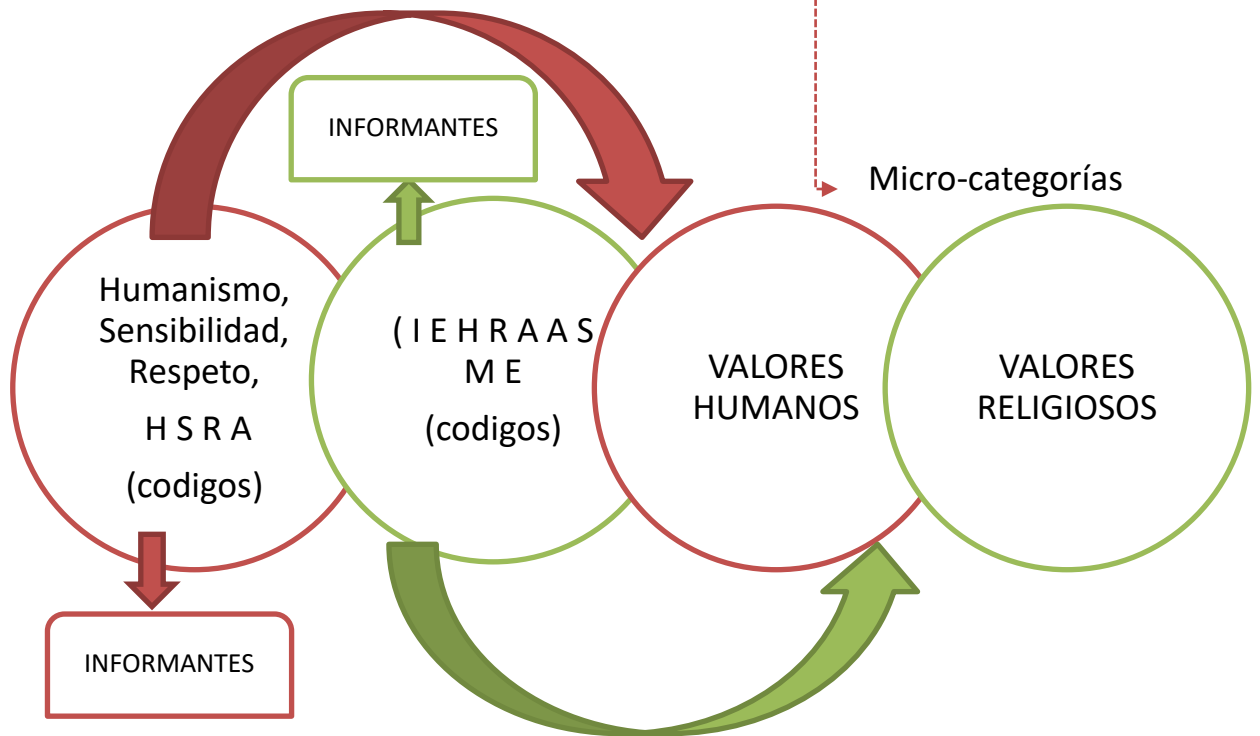 INFORMANTES
Micro-categorías
Humanismo,
Sensibilidad,
Respeto,
H S R A
(codigos)
( I E H R A A S
M E
(codigos)
VALORES
HUMANOS
VALORES
RELIGIOSOS
INFORMANTES